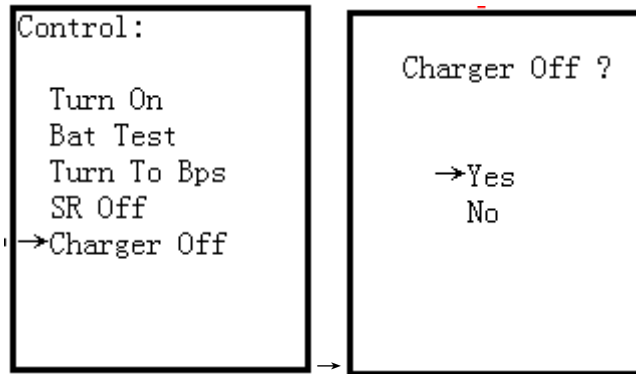 Control:
Turn On
Bat Test
Turn To Bps
SR Off
→Charger Off
→
Charger Off ?
→Yes
No